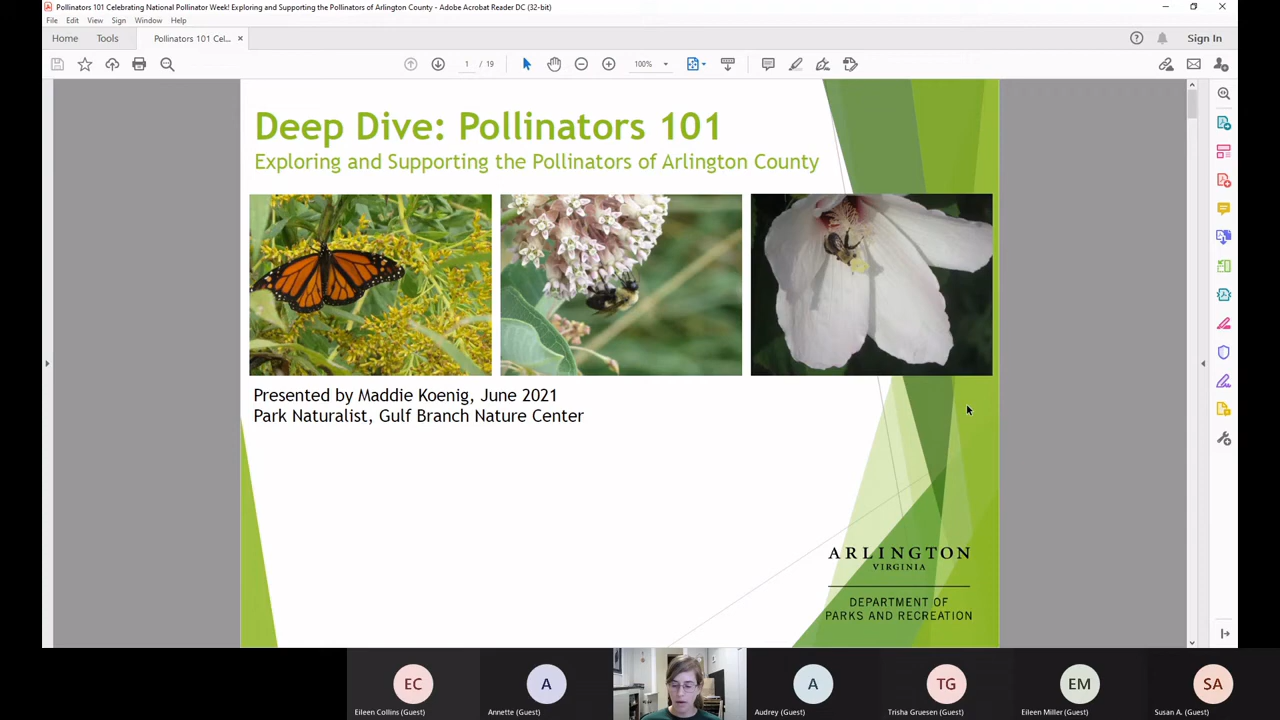 Pollinators 101 Celebrating National Pollinator Week! Exploring and Supporting the Pollinators of Arlington County - Adobe Acrobat Reader DC (32-bit)
File Edit View Sign Window Help
Home Tools Pollinators 101 Cel... × Sign In
1 / 19 100%
Deep Dive: Pollinators 101
Exploring and Supporting the Pollinators of Arlington County
Presented by Maddie Koenig, June 2021
Park Naturalist, Gulf Branch Nature Center
ARLINGTON
VIRGINIA
DEPARTMENT OF
PARKS AND RECREATION
EC A A TG EM SA
Eileen Collins (Guest) Annette (Guest) Audrey (Guest) Trisha Gruesen (Guest) Eileen Miller (Guest) Susan A. (Guest)